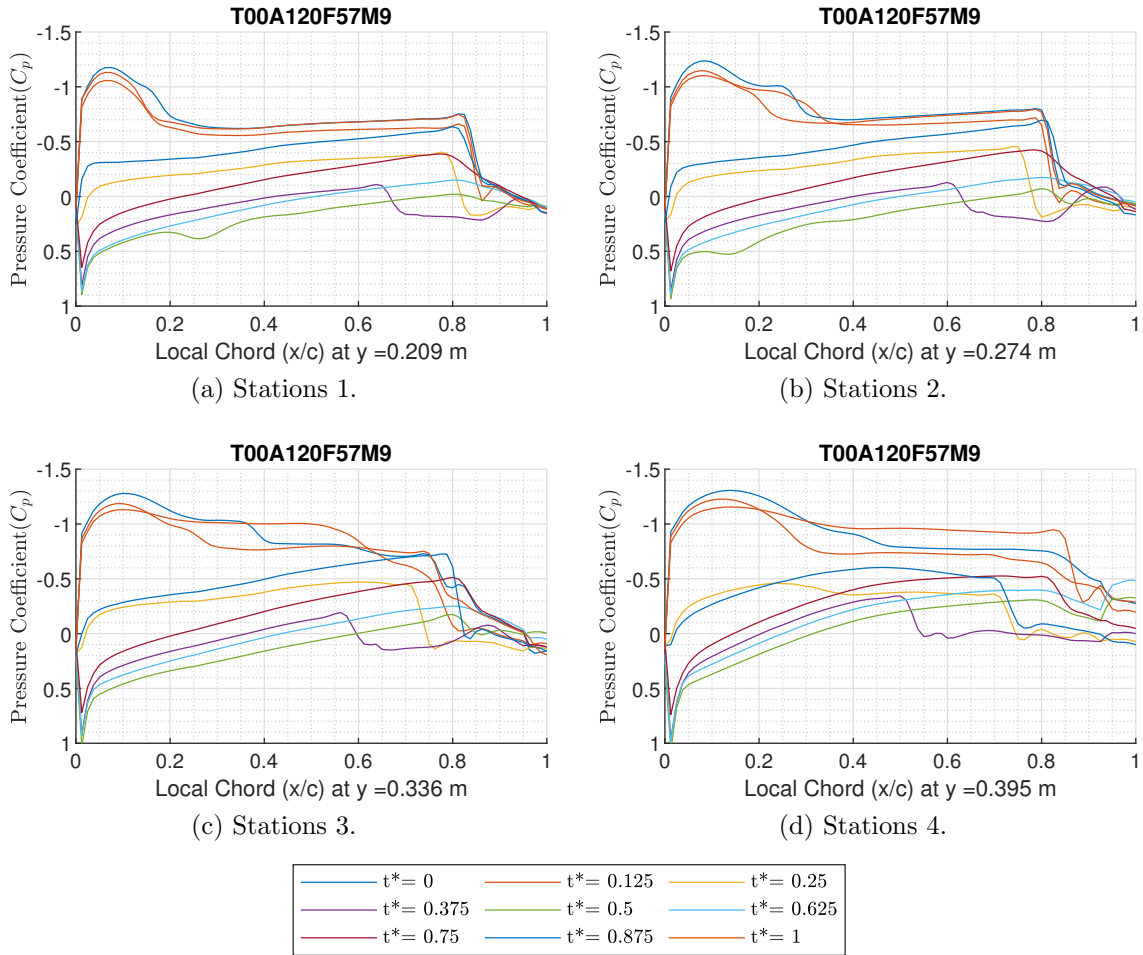 T00A120F57M9
T00A120F57M9
Pressure Coefficient(Cp)
-1.5
-1
-0.5
0
0.5
1
0 0.2 0.4 0.6 0.8 1
Local Chord (x/c) at y =0.209 m
(a) Stations 1.
Pressure Coefficient(Cp)
-1.5
-1
-0.5
0
0.5
1
0 0.2 0.4 0.6 0.8 1
Local Chord (x/c) at y =0.274 m
(b) Stations 2.
T00A120F57M9
T00A120F57M9
Pressure Coefficient(Cp)
-1.5
-1
-0.5
0
0.5
1
0 0.2 0.4 0.6 0.8 1
Local Chord (x/c) at y =0.336 m
(c) Stations 3.
Pressure Coefficient(Cp)
-1.5
-1
-0.5
0
0.5
1
0 0.2 0.4 0.6 0.8 1
Local Chord (x/c) at y =0.395 m
(d) Stations 4.
t*= 0 t*= 0.125 t*= 0.25
t*= 0.375 t*= 0.5 t*= 0.625
t*= 0.75 t*= 0.875 t*= 1